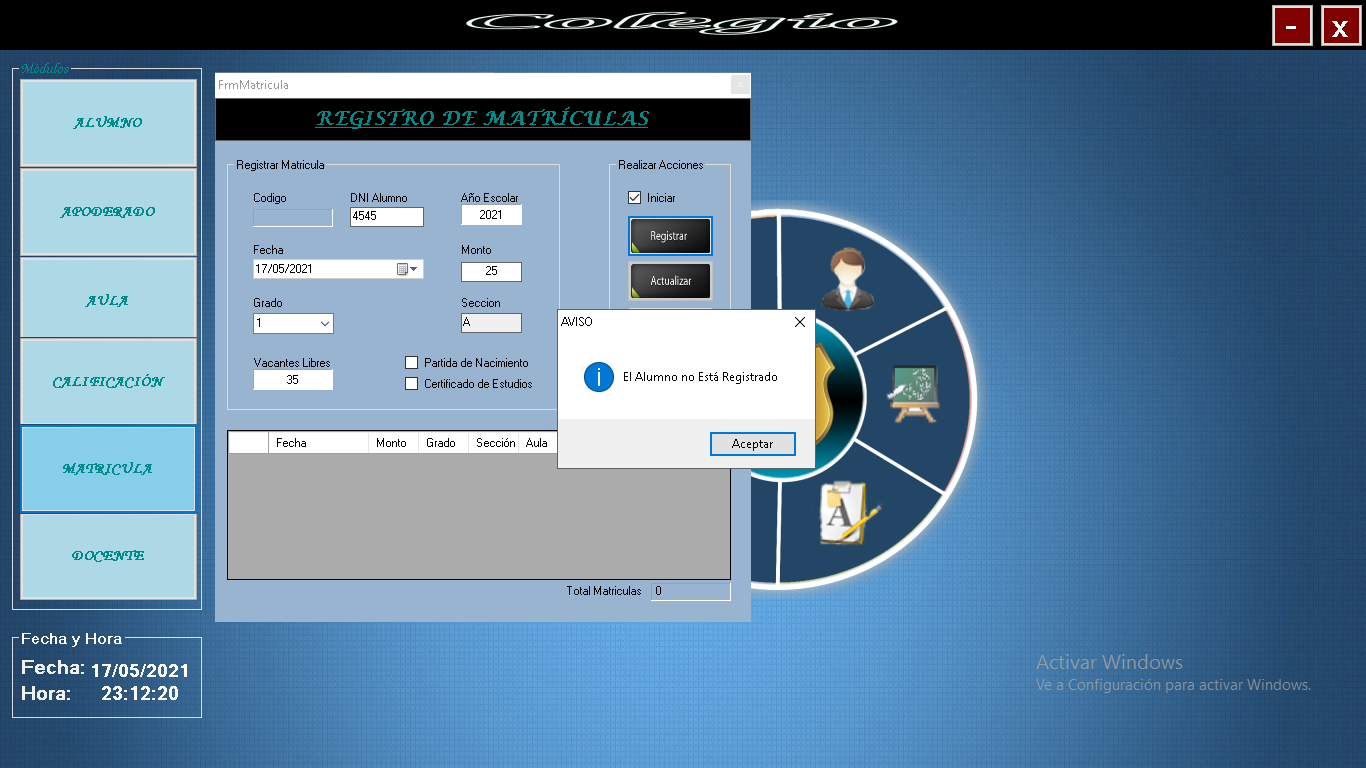 Colegio
- X
Módulos
ALUMNO
APODERADO
AULA
CALIFICACIÓN
MATRICULA
DOCENTE
Fecha y Hora
Fecha: 17/05/2021
Hora: 23:12:20
FrmMatricula
REGISTRO DE MATRÍCULAS
Registrar Matricula
Codigo DNI Alumno Año Escolar
4545 2021
Fecha Monto
17/05/2021 25
Grado Seccion
1 A
Vacantes Libres Partida de Nacimiento
35 Certificado de Estudios
Realizar Acciones
Iniciar
Registrar
Actualizar
AVISO
El Alumno no Está Registrado
Aceptar
Fecha Monto Grado Sección Aula
Total Matriculas 0
A
Activar Windows
Ve a Configuración para activar Windows.